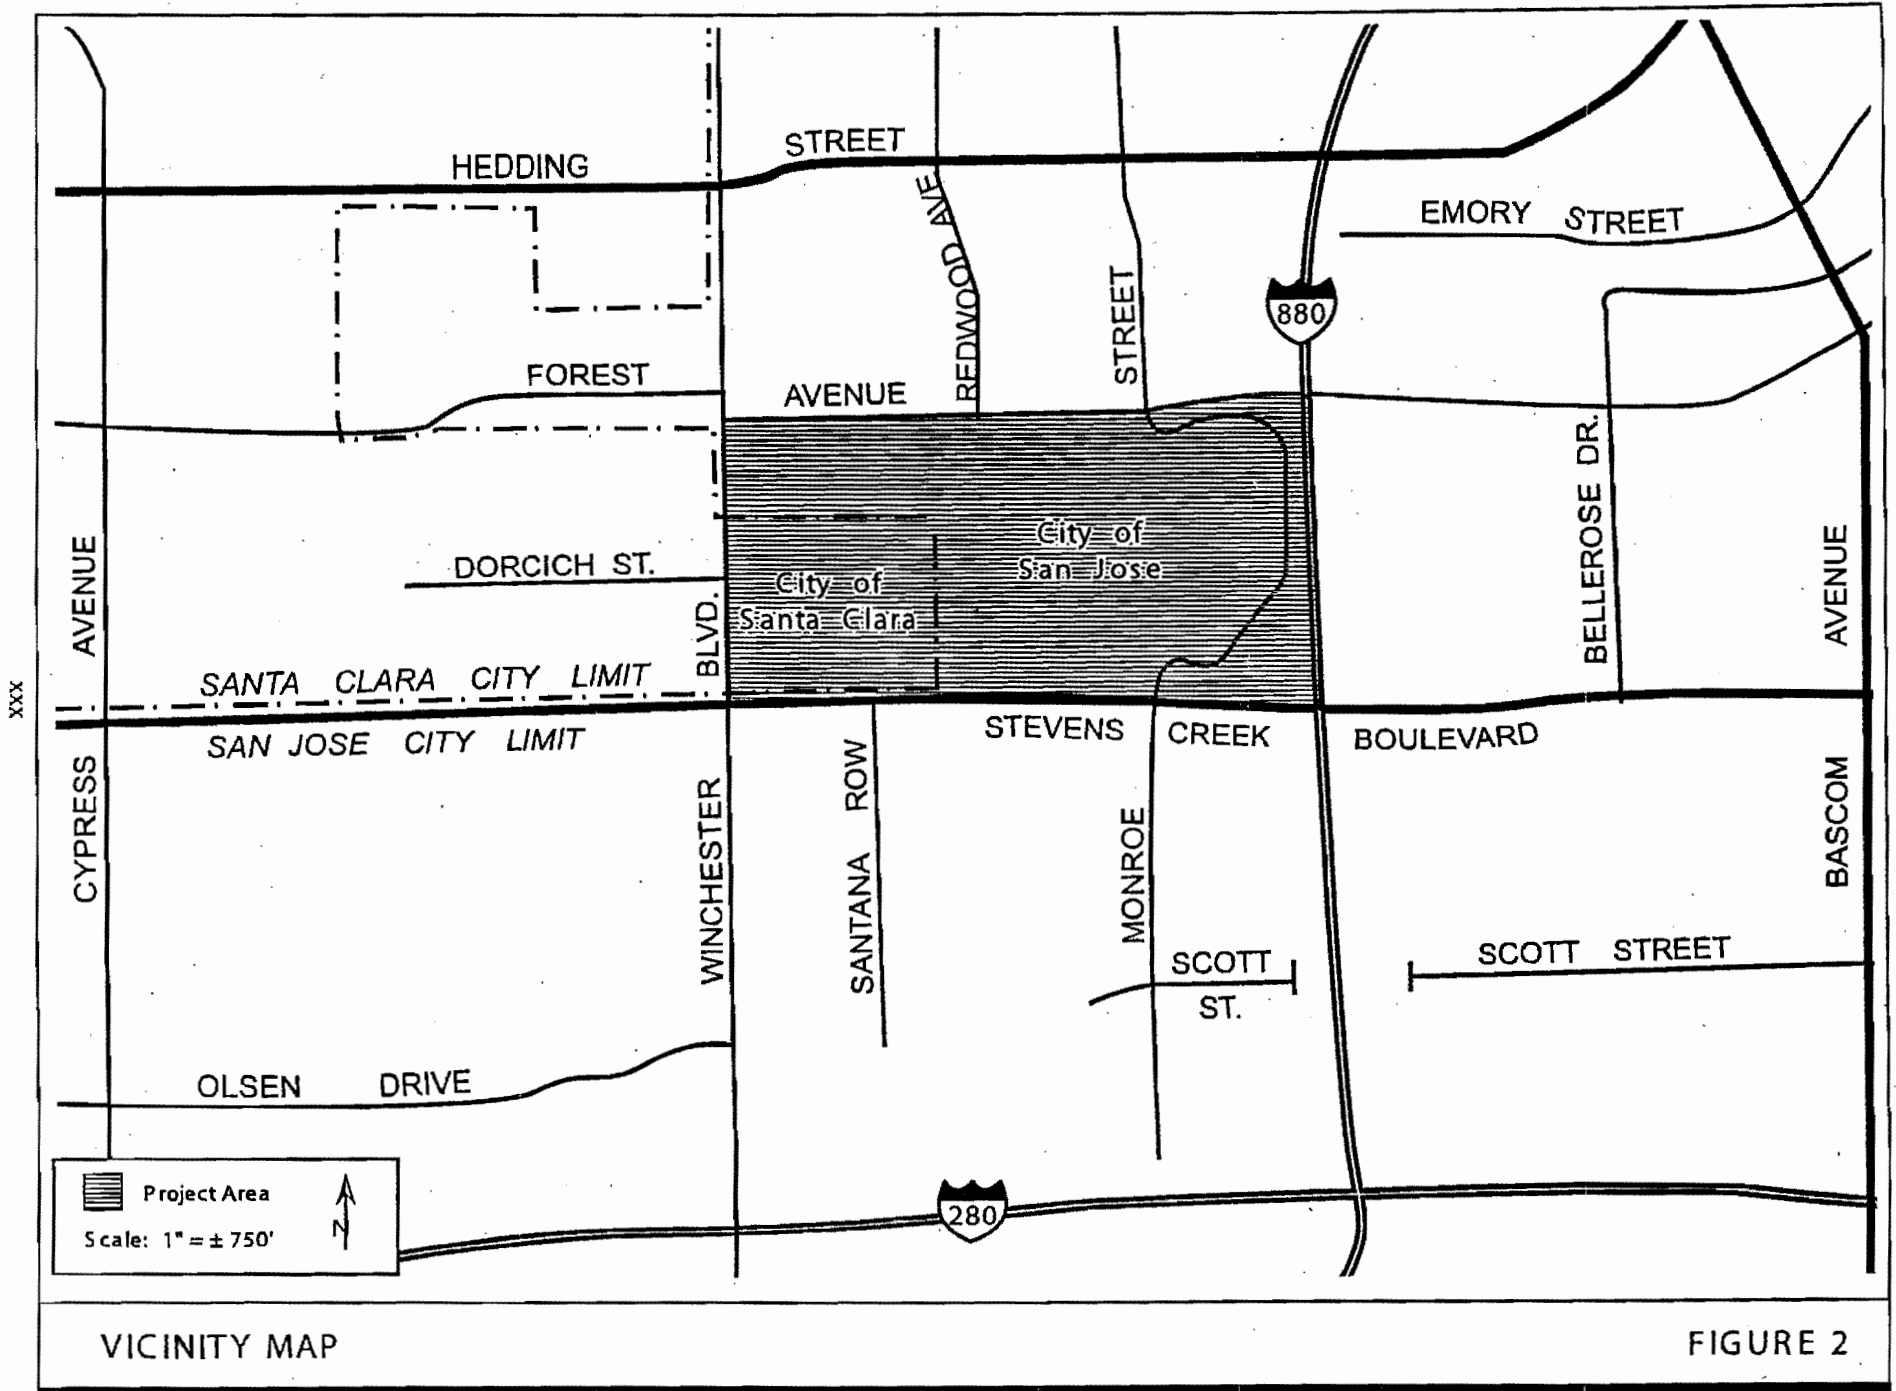 HEDDING STREET
REDWOOD AVE
STREET
EMORY STREET
880
FOREST AVENUE
BELLEROSE DR.
City of
San Jose
AVENUE
DORCICH ST.
City of
Santa Clara
BLVD.
AVENUE
SANTA CLARA CITY LIMIT
SAN JOSE CITY LIMIT
xxx
STEVENS CREEK BOULEVARD
CYPRESS
WINCHESTER
SANTANA ROW
MONROE
BASCOM
SCOTT
ST.
SCOTT STREET
OLSEN DRIVE
Project Area
Scale: 1" = ± 750'
N
280
VICINITY MAP
FIGURE 2